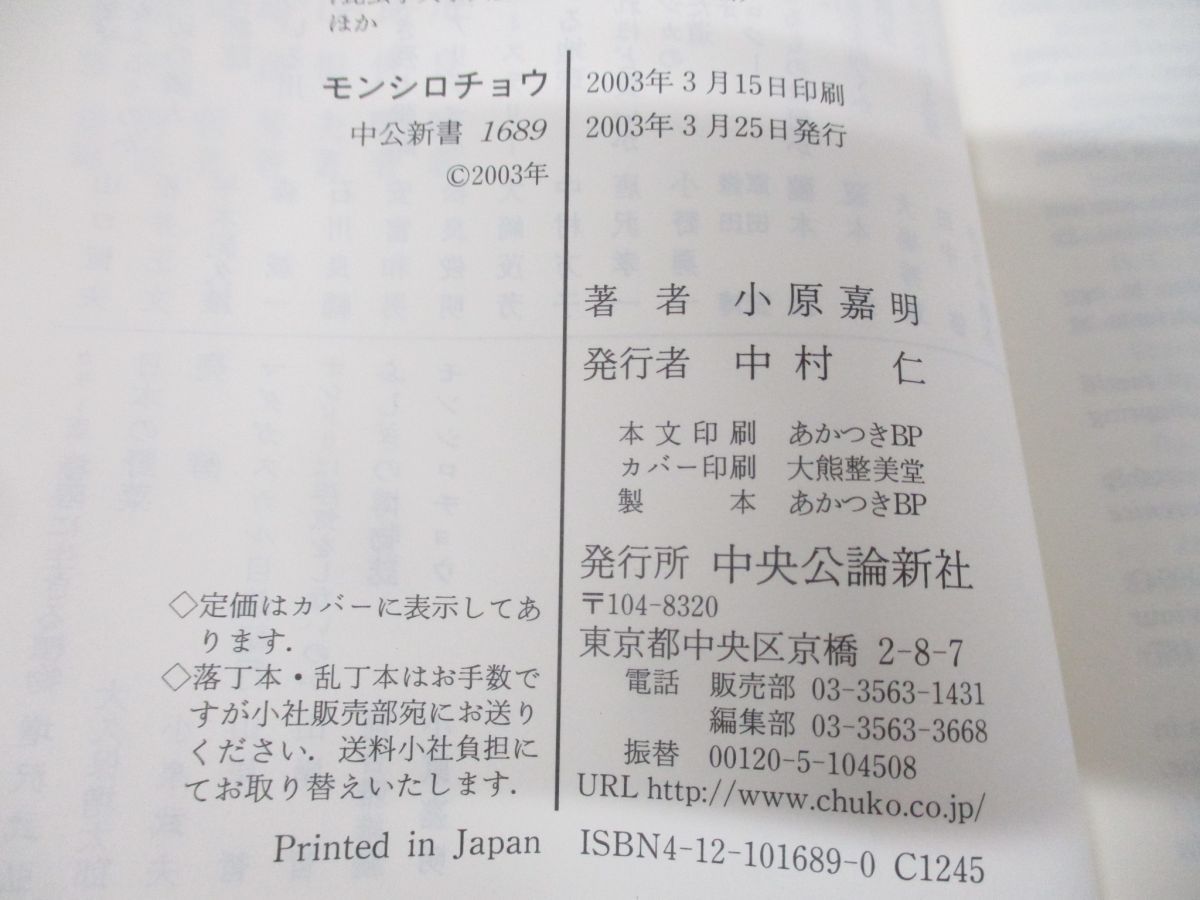 ほか
モンシロチョウ
中公新書 1689
©2003年
2003年3月15日印刷
2003年3月25日発行
著者 小原嘉明
発行者 中村 仁
本文印刷 あかつきBP
カバー印刷 大熊整美堂
製本 あかつきBP
発行所 中央公論新社
〒104-8320
東京都中央区京橋 2-8-7
電話 販売部 03-3563-1431
編集部 03-3563-3668
振替 00120-5-104508
URL http://www.chuko.co.jp/
◇定価はカバーに表示してあ
ります.
◇落丁本・乱丁本はお手数で
すが小社販売部宛にお送り
ください. 送料小社負担に
てお取り替えいたします.
Printed in Japan ISBN4-12-101689-0 C1245